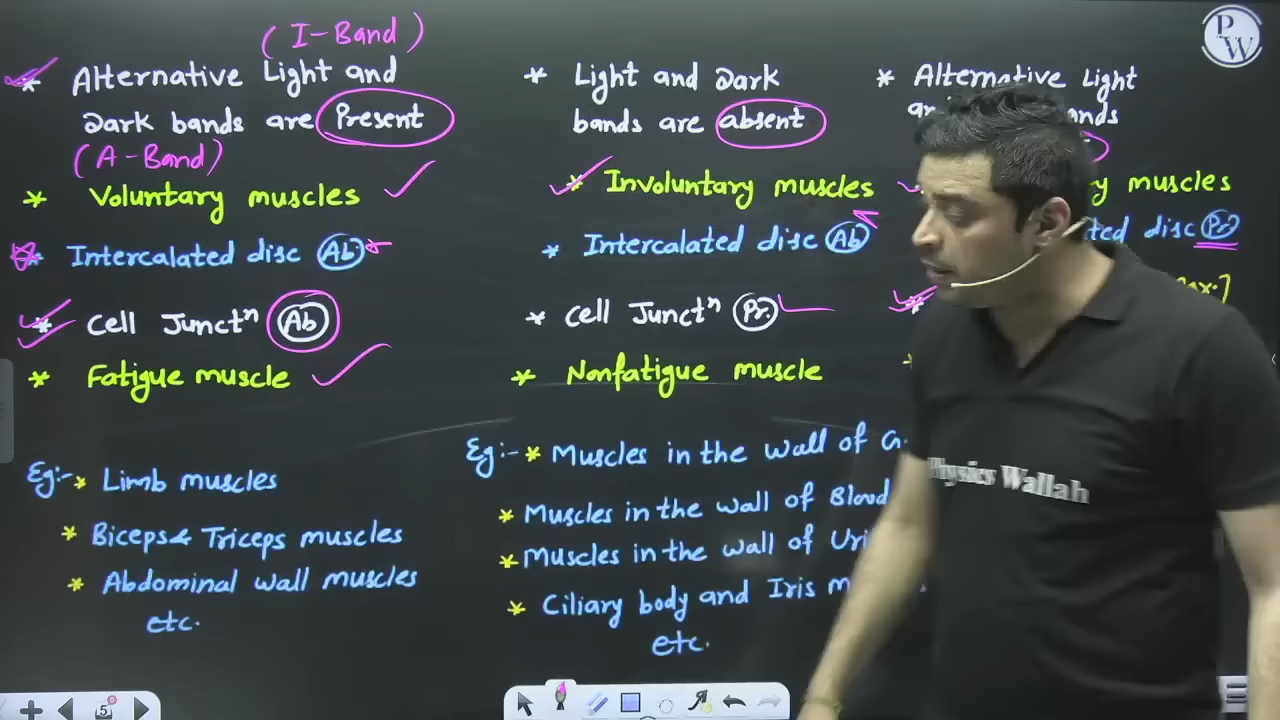 ( I-Band )
* Alternative Light and
Dark bands are Present
( A-Band )
* Voluntary muscles
* Intercalated disc Ab
* Cell Junctⁿ Ab
* Fatigue muscle
Eg:- * Limb muscles
* Biceps & Triceps muscles
* Abdominal wall muscles
etc.
* Light and Dark
bands are absent
* Involuntary muscles
* Intercalated disc Ab
* Cell Junctⁿ Pr.
* Nonfatigue muscle
Eg:- * Muscles in the wall of G.
* Muscles in the wall of Blood
* Muscles in the wall of
* Ciliary body and Iris
etc.
* Alternative Light
muscles
disc Pr.
PW
Physics Wallah
5